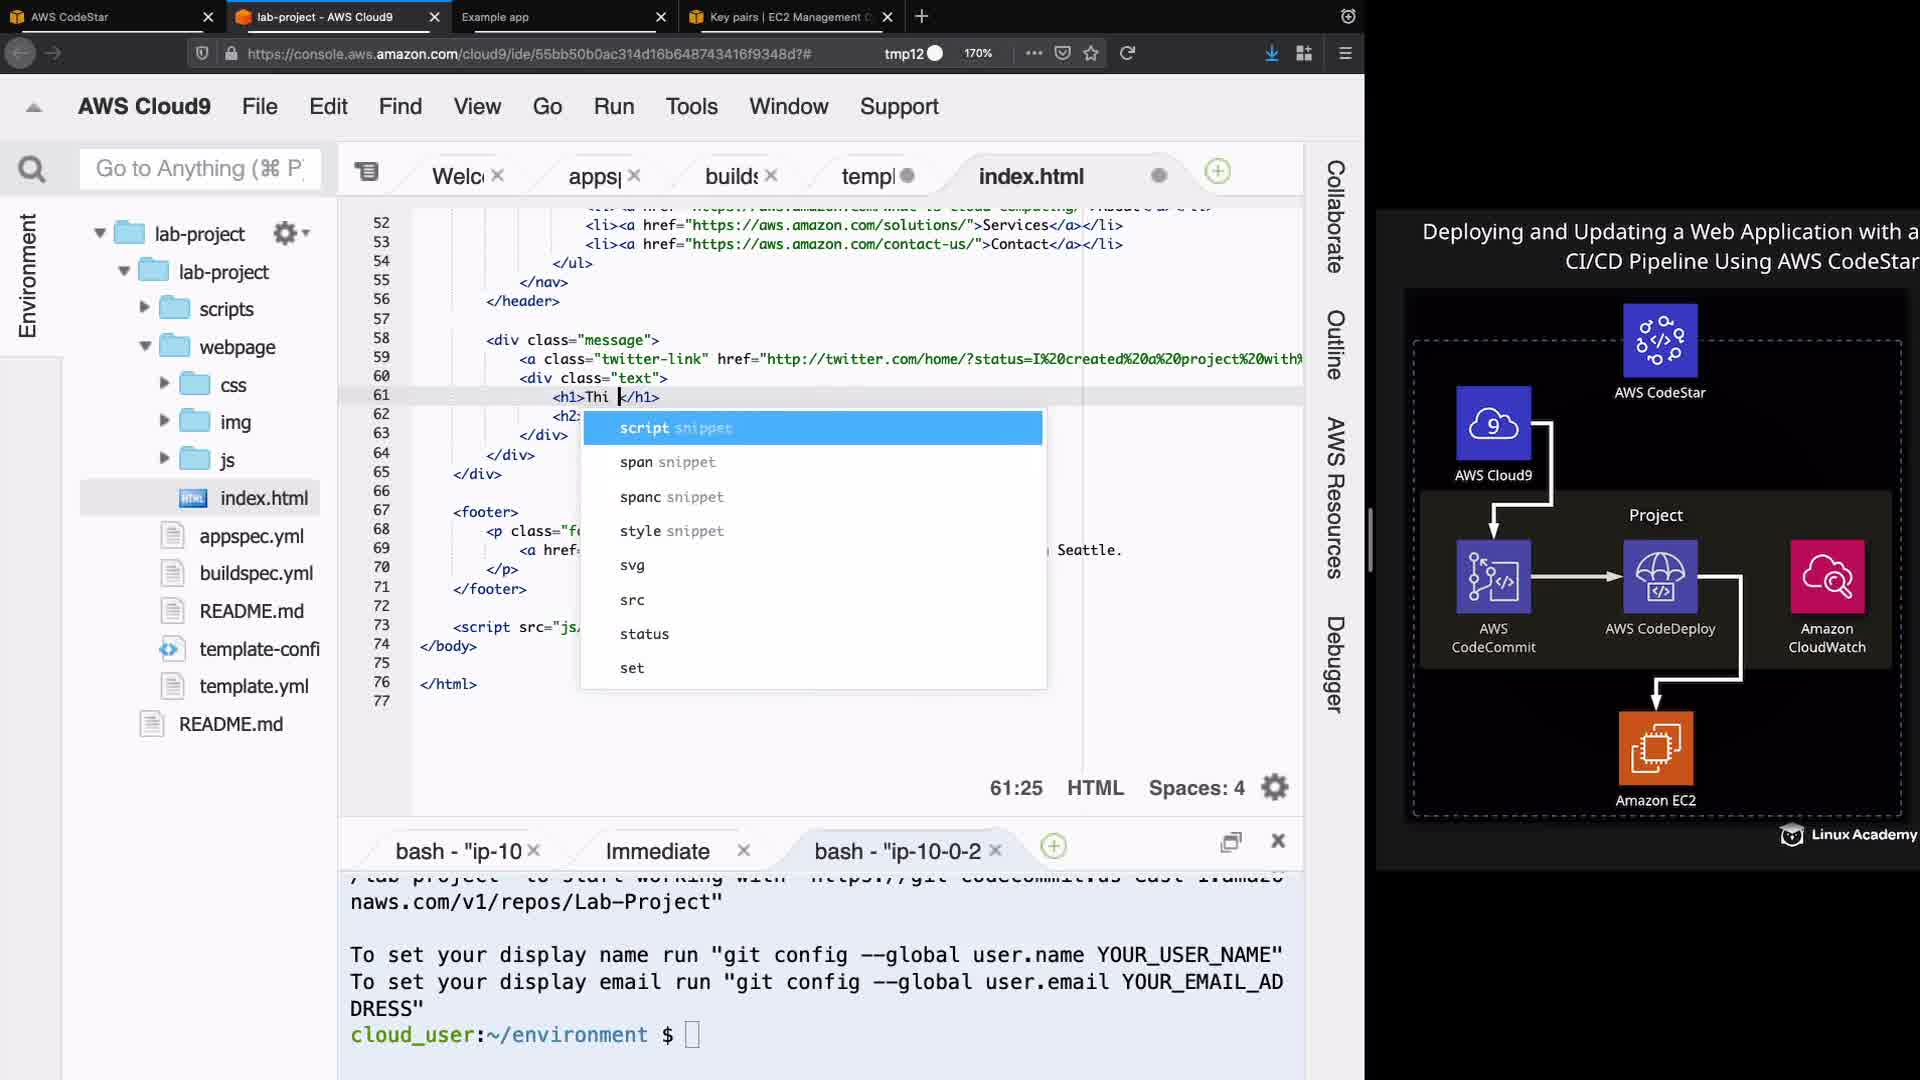 AWS CodeStar
lab-project - AWS Cloud9
Example app
Key pairs | EC2 Management C
https://console.aws.amazon.com/cloud9/ide/55bb50b0ac314d16b648743416f9348d?#
tmp12
170%
AWS Cloud9 File Edit Find View Go Run Tools Window Support
Go to Anything (⌘ P)
Welc
apps
builds
templ
index.html
Environment
lab-project
lab-project
scripts
webpage
css
img
js
index.html
appspec.yml
buildspec.yml
README.md
template-confi
template.yml
README.md
52 <li><a href="https://aws.amazon.com/solutions/">Services</a></li>
53 <li><a href="https://aws.amazon.com/contact-us/">Contact</a></li>
54 </ul>
55 </nav>
56 </header>
57
58 <div class="message">
59 <a class="twitter-link" href="http://twitter.com/home/?status=I%20created%20a%20project%20with%
60 <div class="text">
61 <h1>Thi </h1>
62 <h2>
63 </div>
64 </div>
65 </div>
66
67 <footer>
68 <p class="fo
69 <a href= Seattle.
70 </p>
71 </footer>
72
73 <script src="js/
74 </body>
75
76 </html>
77
script snippet
span snippet
spanc snippet
style snippet
svg
src
status
set
61:25 HTML Spaces: 4
Collaborate
Outline
AWS Resources
Debugger
bash - "ip-10
Immediate
bash - "ip-10-0-2
naws.com/v1/repos/Lab-Project"
To set your display name run "git config --global user.name YOUR_USER_NAME"
To set your display email run "git config --global user.email YOUR_EMAIL_AD
DRESS"
cloud_user:~/environment $
Deploying and Updating a Web Application with a
CI/CD Pipeline Using AWS CodeStar
AWS CodeStar
9
AWS Cloud9
Project
AWS
CodeCommit
AWS CodeDeploy
Amazon
CloudWatch
Amazon EC2
Linux Academy